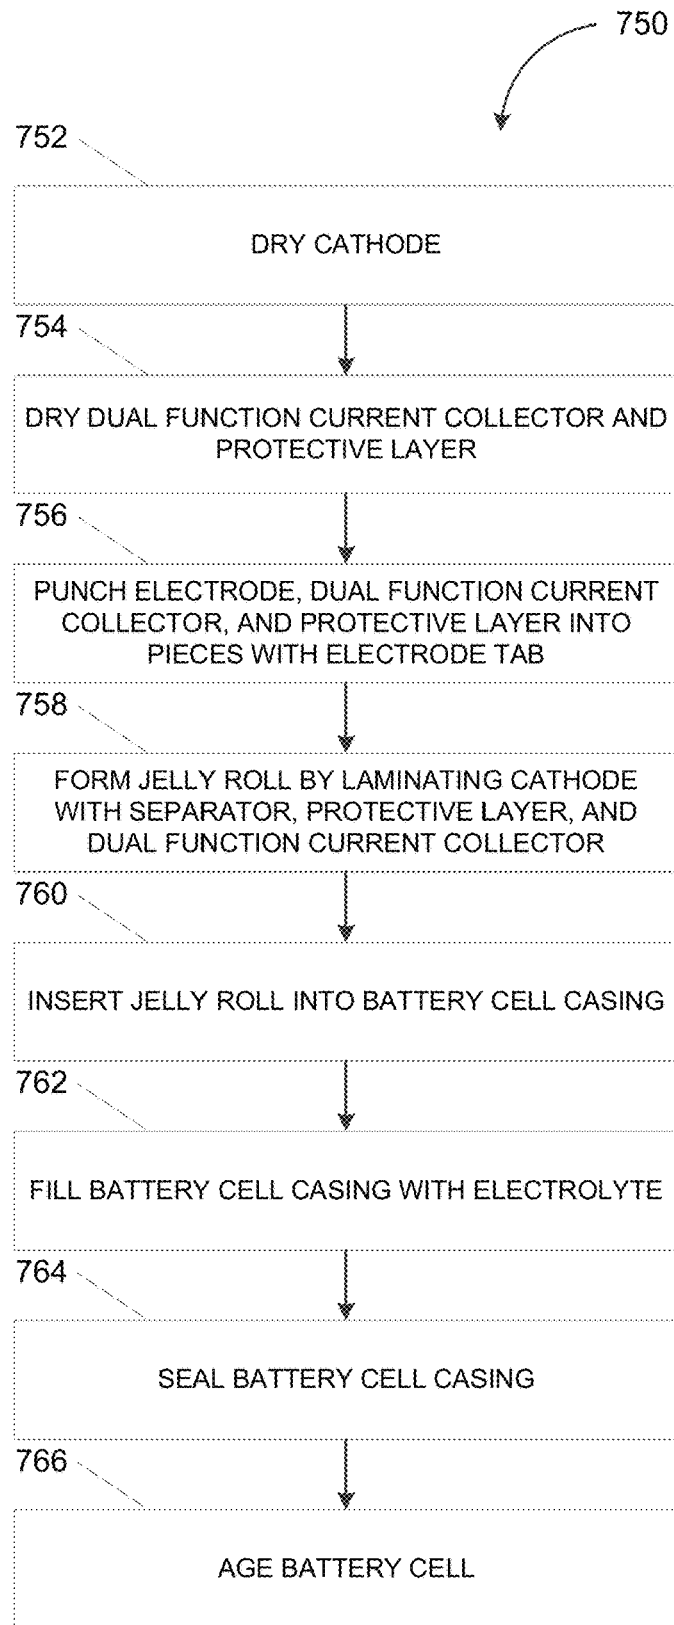 750
752
DRY CATHODE
754
DRY DUAL FUNCTION CURRENT COLLECTOR AND
PROTECTIVE LAYER
756
PUNCH ELECTRODE, DUAL FUNCTION CURRENT
COLLECTOR, AND PROTECTIVE LAYER INTO
PIECES WITH ELECTRODE TAB
758
FORM JELLY ROLL BY LAMINATING CATHODE
WITH SEPARATOR, PROTECTIVE LAYER, AND
DUAL FUNCTION CURRENT COLLECTOR
760
INSERT JELLY ROLL INTO BATTERY CELL CASING
762
FILL BATTERY CELL CASING WITH ELECTROLYTE
764
SEAL BATTERY CELL CASING
766
AGE BATTERY CELL